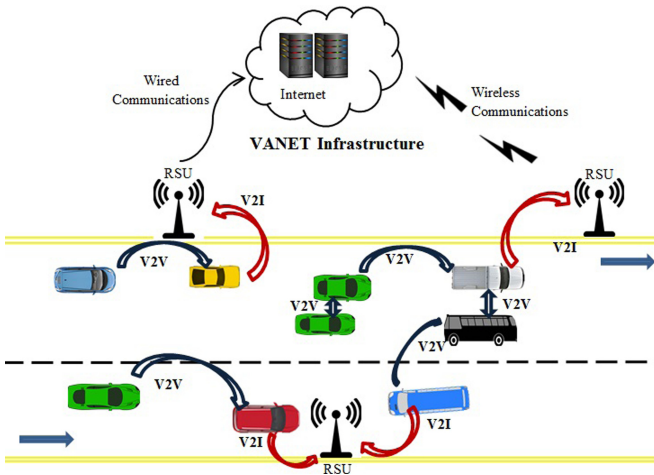 Wired
Communications
Internet
Wireless
Communications
VANET Infrastructure
RSU
RSU
V2I
V2V
V2V
V2I
V2V
V2V
V2V
V2V
V2I
V2I
RSU